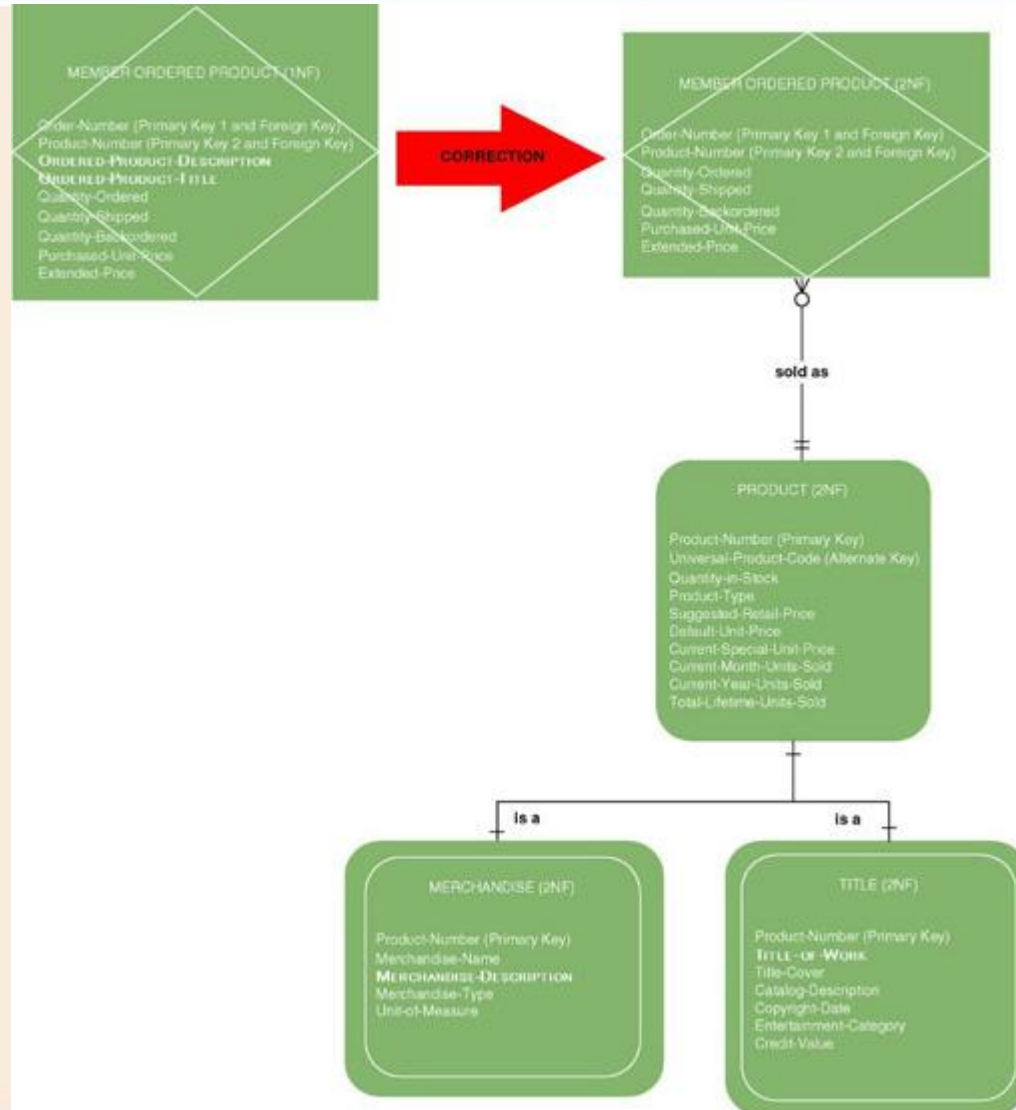 MEMBER ORDERED PRODUCT (1NF)
Order-Number (Primary Key 1 and Foreign Key)
Product-Number (Primary Key 2 and Foreign Key)
ORDERED-PRODUCT-DESCRIPTION
ORDERED-PRODUCT-TITLE
Quantity-Ordered
Quantity-Shipped
Quantity-Backordered
Purchased-Unit-Price
Extended-Price
CORRECTION
MEMBER ORDERED PRODUCT (2NF)
Order-Number (Primary Key 1 and Foreign Key)
Product-Number (Primary Key 2 and Foreign Key)
Quantity-Ordered
Quantity-Shipped
Quantity-Backordered
Purchased-Unit-Price
Extended-Price
sold as
PRODUCT (2NF)
Product-Number (Primary Key)
Universal-Product-Code (Alternate Key)
Quantity-in-Stock
Product-Type
Suggested-Retail-Price
Default-Unit-Price
Current-Special-Unit-Price
Current-Month-Units-Sold
Current-Year-Units-Sold
Total-Lifetime-Units-Sold
is a
is a
MERCHANDISE (2NF)
Product-Number (Primary Key)
Merchandise-Name
MERCHANDISE-DESCRIPTION
Merchandise-Type
Unit-of-Measure
TITLE (2NF)
Product-Number (Primary Key)
TITLE-OF-WORK
Title-Cover
Catalog-Description
Copyright-Date
Entertainment-Category
Credit-Value